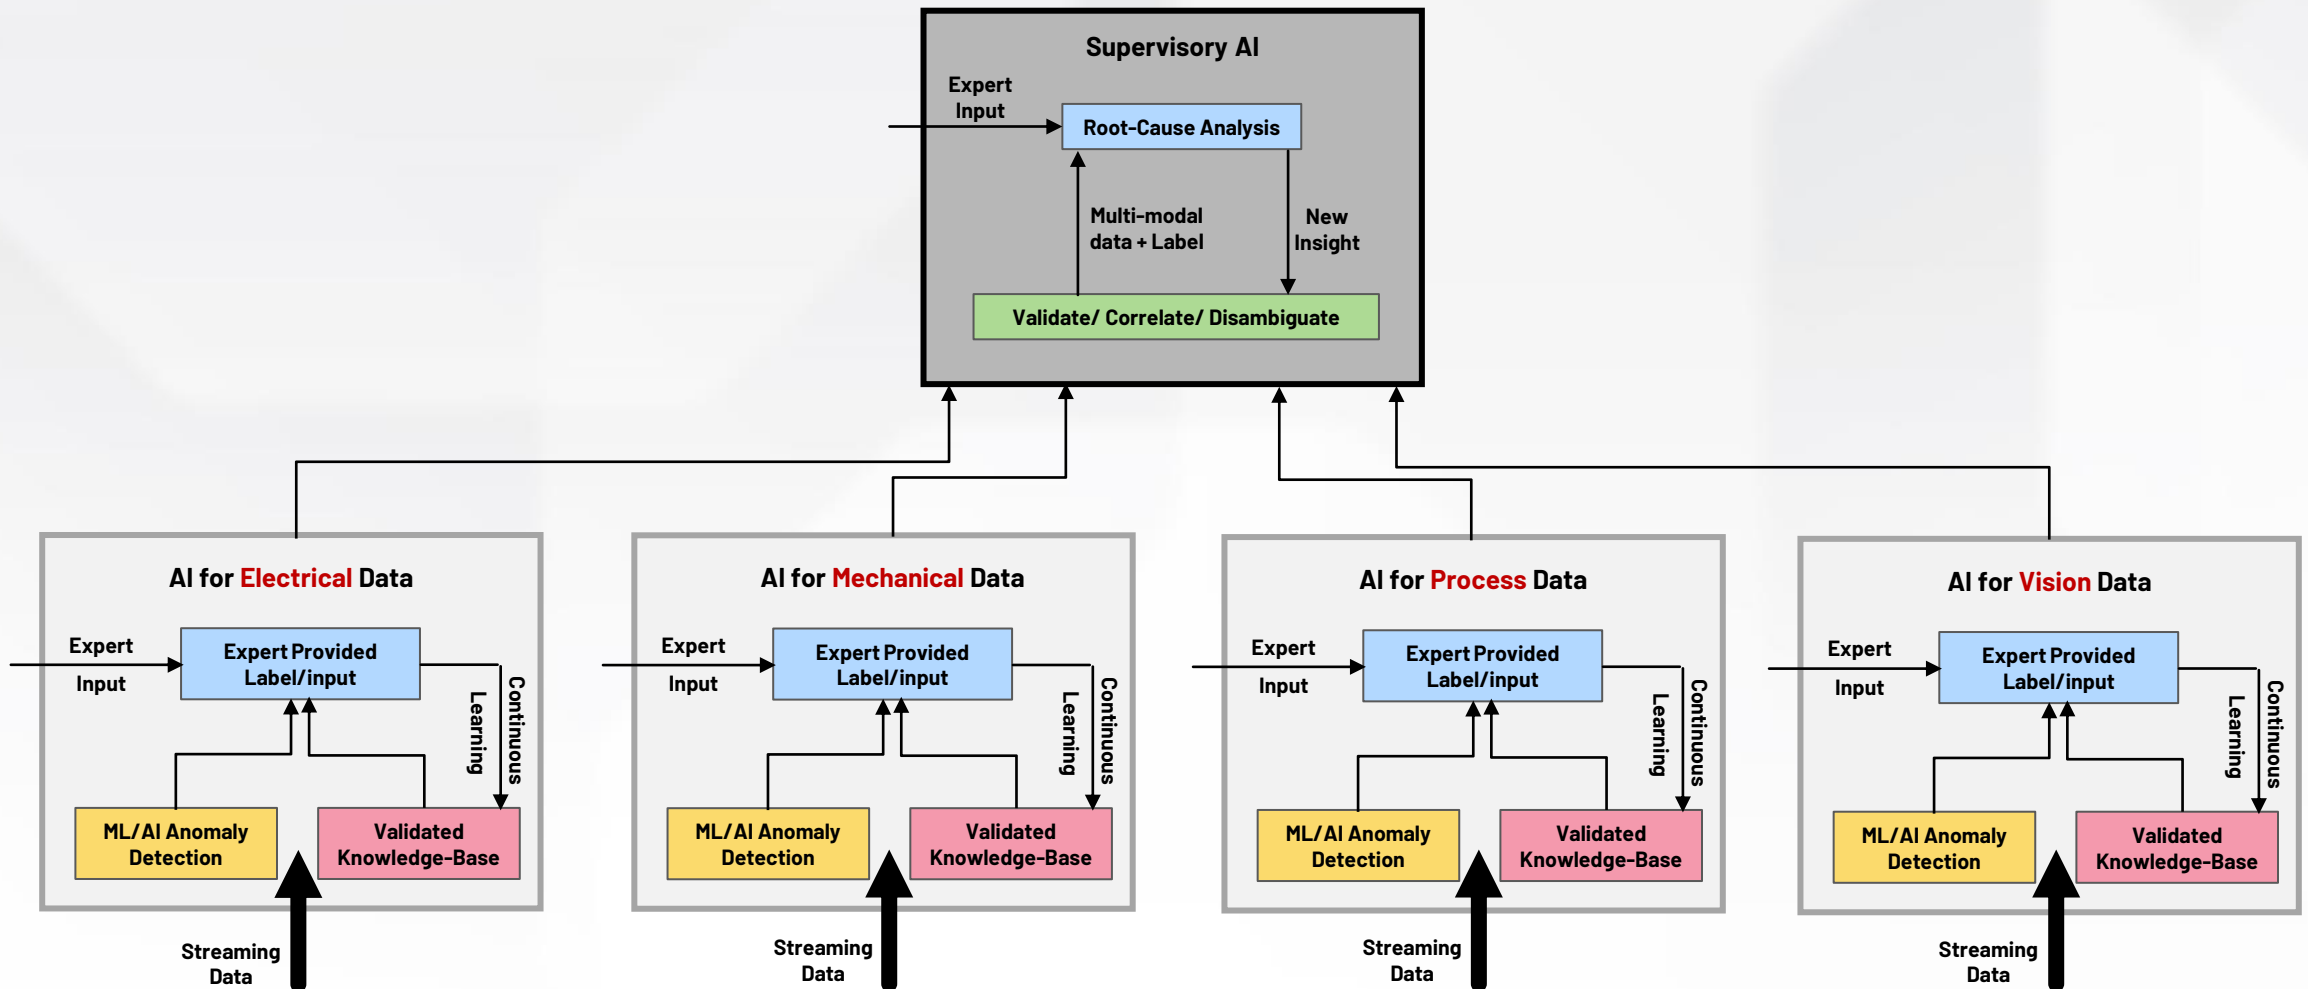 Supervisory AI
Expert
Input
Root-Cause Analysis
Multi-modal
data + Label
New
Insight
Validate/ Correlate/ Disambiguate
AI for Electrical Data
Expert
Input
Expert Provided
Label/input
Continuous
Learning
ML/AI Anomaly
Detection
Validated
Knowledge-Base
Streaming
Data
AI for Mechanical Data
Expert
Input
Expert Provided
Label/input
Continuous
Learning
ML/AI Anomaly
Detection
Validated
Knowledge-Base
Streaming
Data
AI for Process Data
Expert
Input
Expert Provided
Label/input
Continuous
Learning
ML/AI Anomaly
Detection
Validated
Knowledge-Base
Streaming
Data
AI for Vision Data
Expert
Input
Expert Provided
Label/input
Continuous
Learning
ML/AI Anomaly
Detection
Validated
Knowledge-Base
Streaming
Data